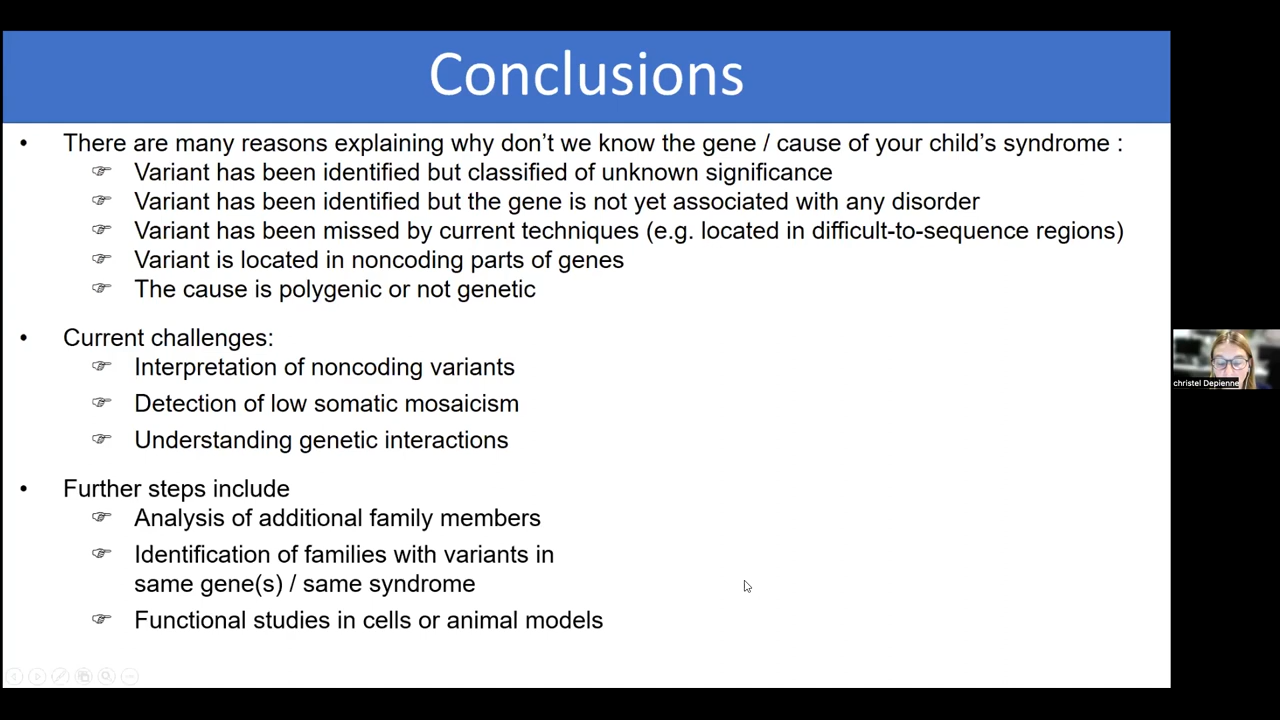 Conclusions
• There are many reasons explaining why don't we know the gene / cause of your child's syndrome :
☞ Variant has been identified but classified of unknown significance
☞ Variant has been identified but the gene is not yet associated with any disorder
☞ Variant has been missed by current techniques (e.g. located in difficult-to-sequence regions)
☞ Variant is located in noncoding parts of genes
☞ The cause is polygenic or not genetic
• Current challenges:
☞ Interpretation of noncoding variants
☞ Detection of low somatic mosaicism
☞ Understanding genetic interactions
• Further steps include
☞ Analysis of additional family members
☞ Identification of families with variants in
same gene(s) / same syndrome
☞ Functional studies in cells or animal models
christel Depienne